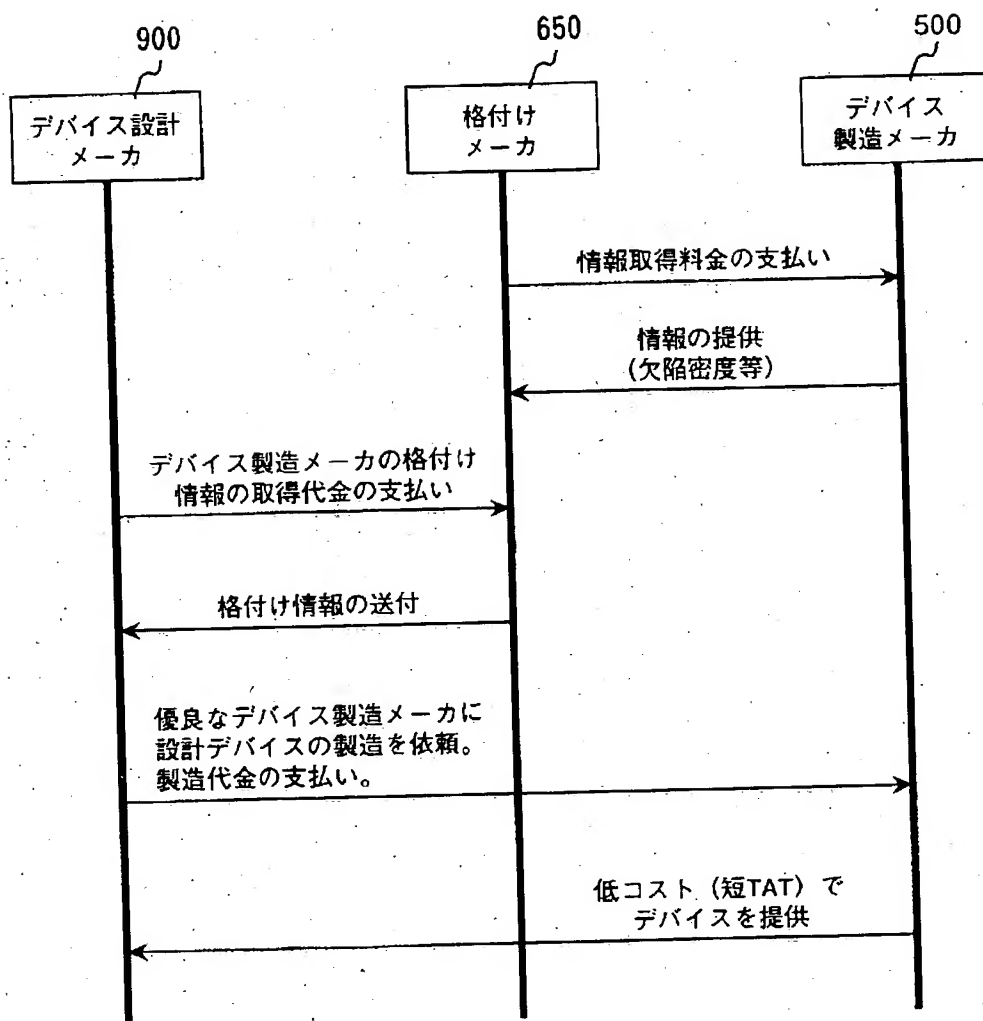 900
650
500
デバイス設計
メーカ
格付け
メーカ
デバイス
製造メーカ
情報取得料金の支払い
情報の提供
(欠陥密度等)
デバイス製造メーカの格付け
情報の取得代金の支払い
格付け情報の送付
優良なデバイス製造メーカに
設計デバイスの製造を依頼。
製造代金の支払い。
低コスト（短TAT）で
デバイスを提供